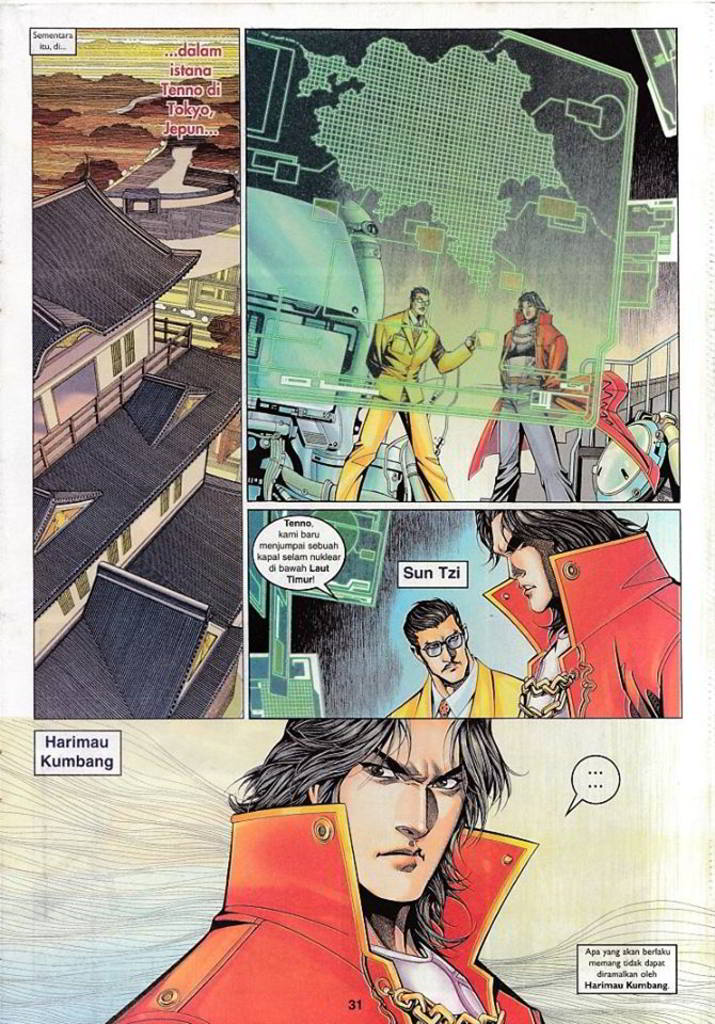 Sementara
itu, di...
...dalam
istana
Tenno di
Tokyo,
Jepun...
Tenno,
kami baru
menjumpai sebuah
kapal selam nuklear
di bawah Laut
Timur!
Sun Tzi
Harimau
Kumbang
...
...
Apa yang akan berlaku
memang tidak dapat
diramalkan oleh
Harimau Kumbang.
31